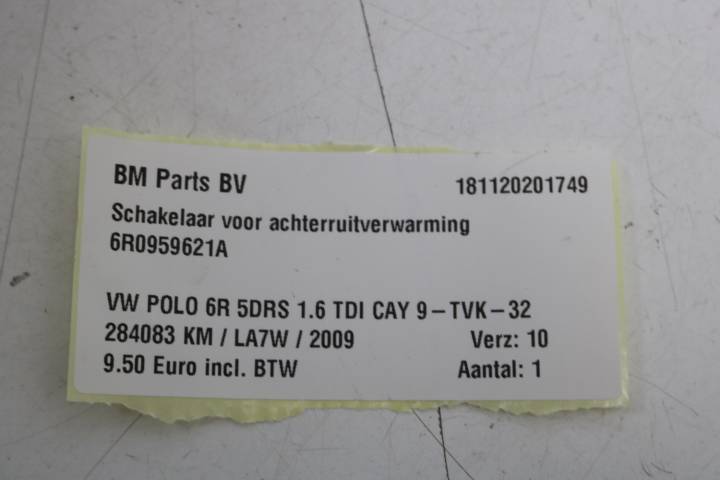 BM Parts BV 181120201749
Schakelaar voor achterruitverwarming
6R0959621A
VW POLO 6R 5DRS 1.6 TDI CAY 9-TVK-32
284083 KM / LA7W / 2009 Verz: 10
9.50 Euro incl. BTW Aantal: 1